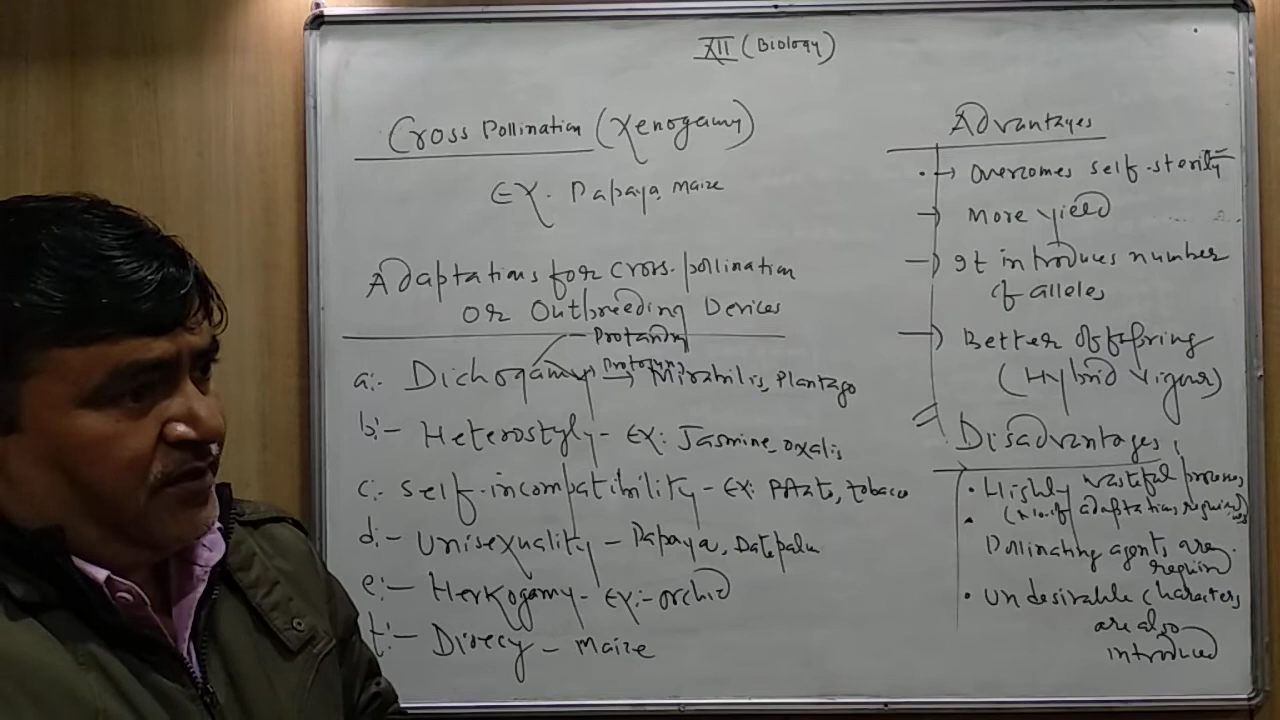 XII (Biology)
Cross Pollination (Xenogamy)
EX. Papaya, Maize
Adaptations for Cross-pollination
or Outbreeding Devices
Protandry
a:- Dichogamy Protogyny → Mirabilis, Plantago
b:- Heterostyly - EX: Jasmine, oxalis
c:- self-incompatibility - EX: tobacco
d:- Unisexuality - Papaya, Datepalm
e:- Herkogamy - EX:- orchid
f:- Dioecy - maize
Advantages
→ overcomes self-sterility
→ More yield
→ It introduces number
of alleles
→ Better offspring
(Hybrid vigour)
Disadvantages:
• Highly wasteful process
(No. of adaptations required)
• Pollinating agents are
required
• undesirable characters
are also
introduced